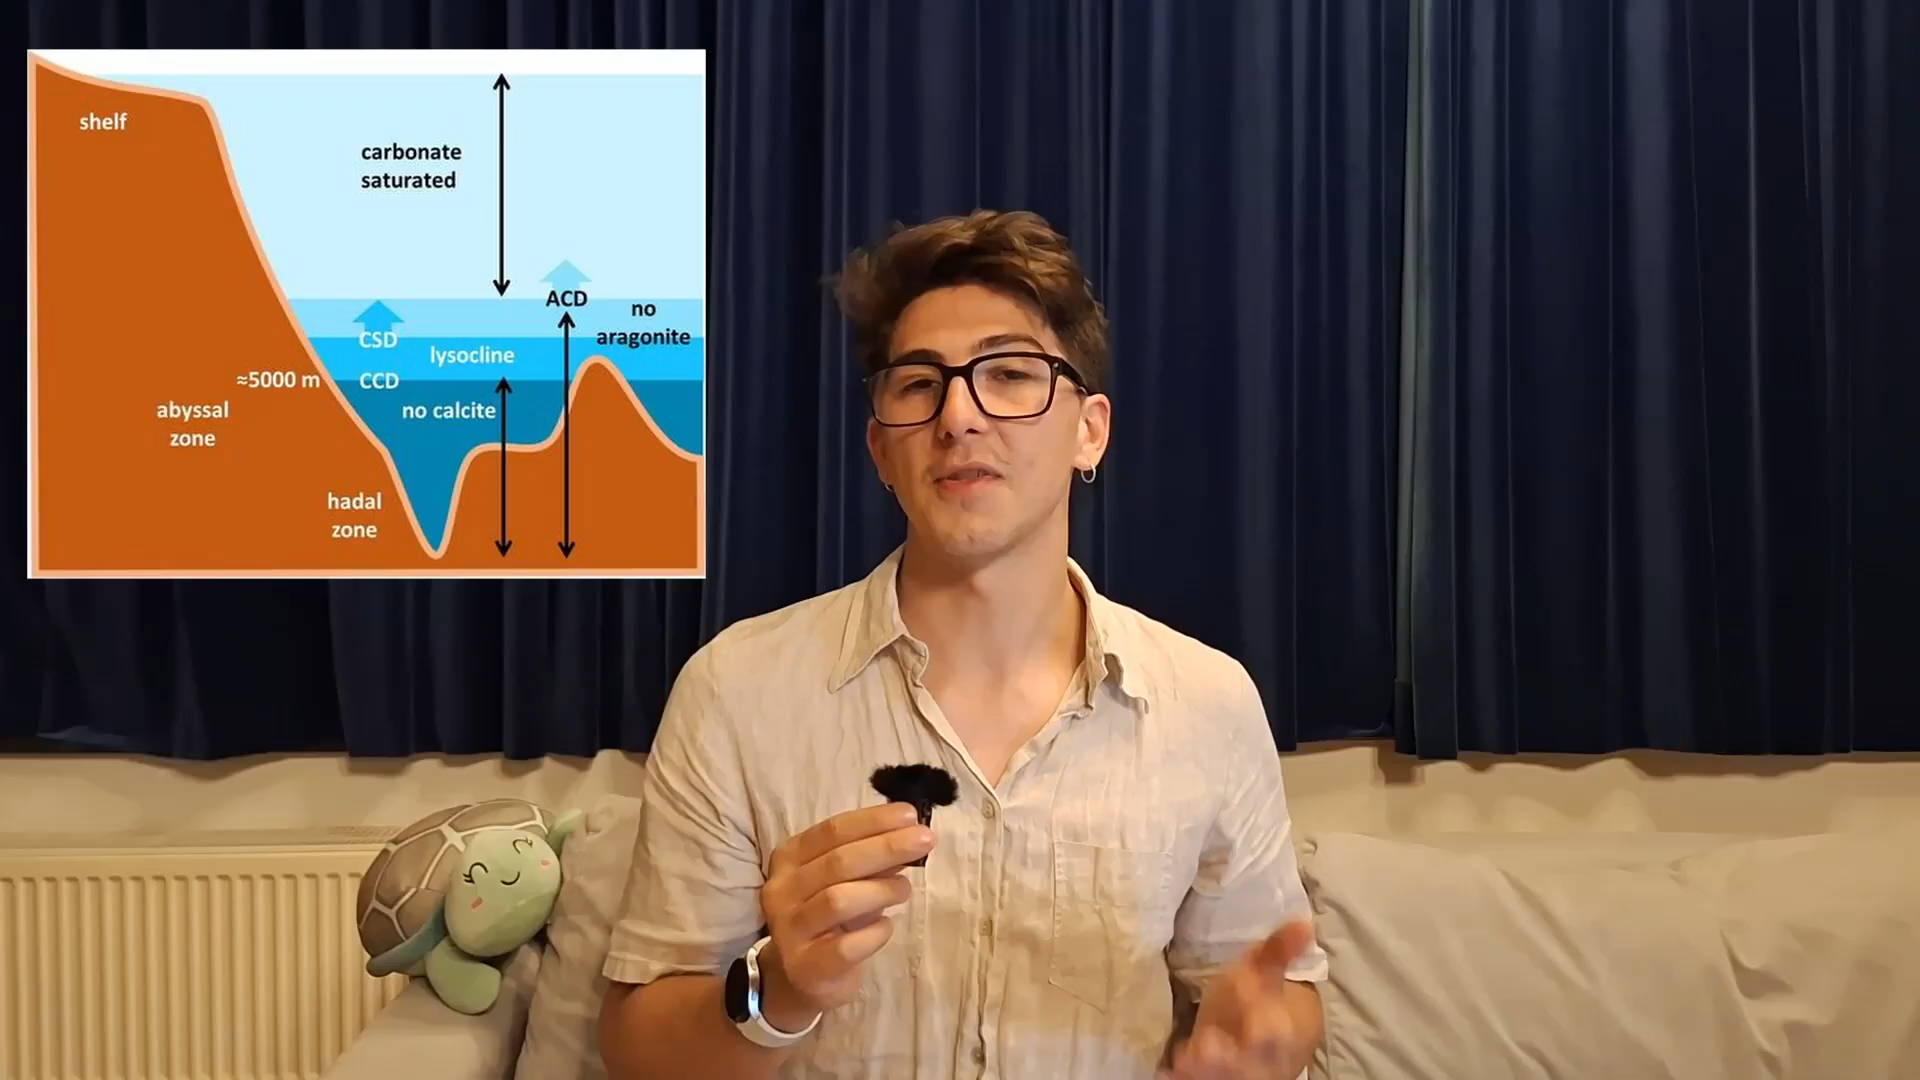 shelf
carbonate
saturated
ACD
no
aragonite
CSD
lysocline
≈5000 m
CCD
no calcite
abyssal
zone
hadal
zone